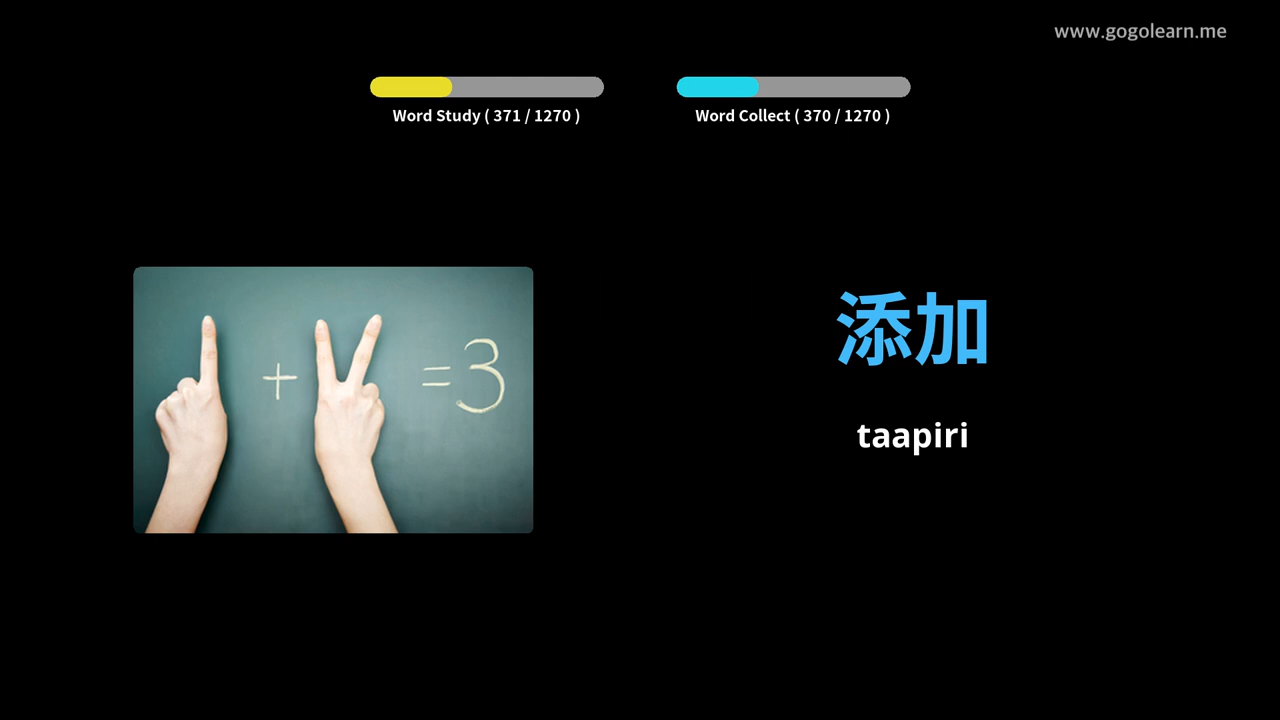 www.gogolearn.me
Word Study ( 371 / 1270 )
Word Collect ( 370 / 1270 )
+ =3
添加
taapiri